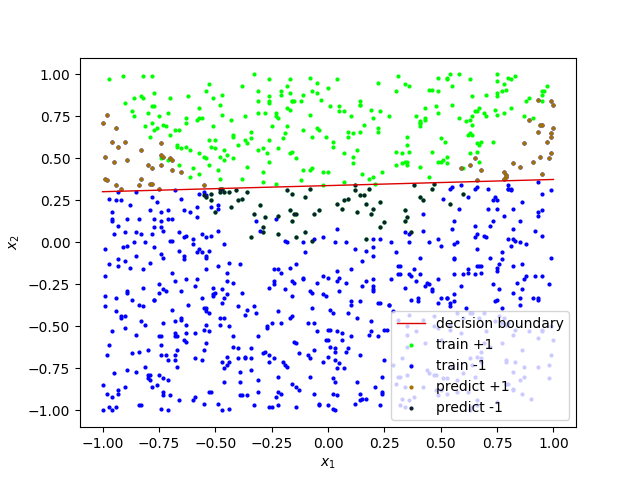 1.00
0.75
0.50
0.25
0.00
−0.25
−0.50
−0.75
−1.00
x₂
decision boundary
train +1
train -1
predict +1
predict -1
−1.00 −0.75 −0.50 −0.25 0.00 0.25 0.50 0.75 1.00
x₁